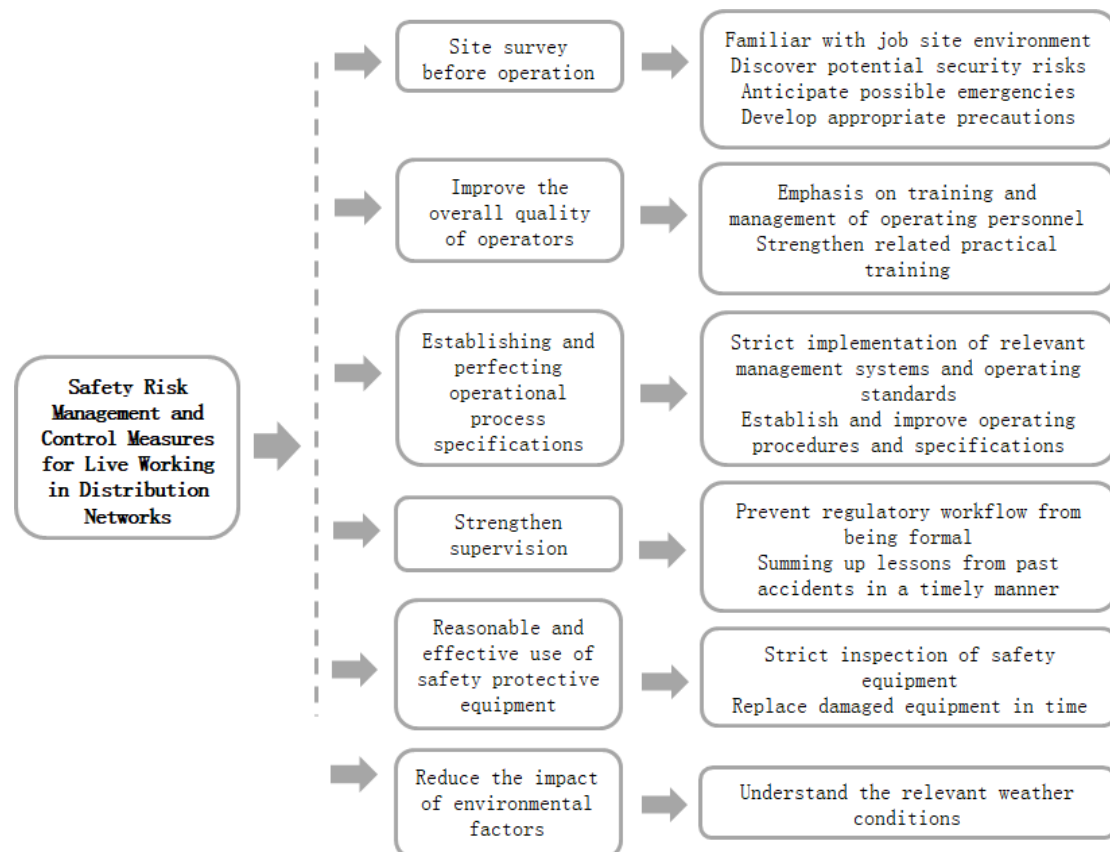 Safety Risk
Management and
Control Measures
for Live Working
in Distribution
Networks
Site survey
before operation
Familiar with job site environment
Discover potential security risks
Anticipate possible emergencies
Develop appropriate precautions
Improve the
overall quality
of operators
Emphasis on training and
management of operating personnel
Strengthen related practical
training
Establishing and
perfecting
operational
process
specifications
Strict implementation of relevant
management systems and operating
standards
Establish and improve operating
procedures and specifications
Strengthen
supervision
Prevent regulatory workflow from
being formal
Summing up lessons from past
accidents in a timely manner
Reasonable and
effective use of
safety protective
equipment
Strict inspection of safety
equipment
Replace damaged equipment in time
Reduce the impact
of environmental
factors
Understand the relevant weather
conditions